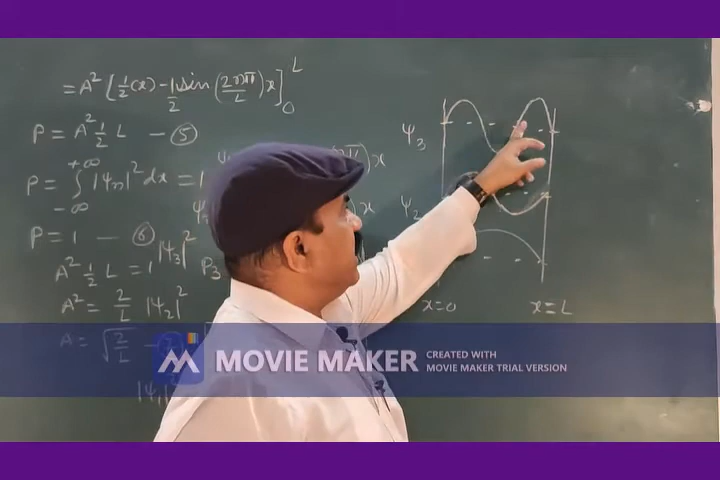 = A² [½(x) - ½ sin (2nπ/L) x]₀ᴸ
P = A² ½ L — ⑤
P = ∫₋∞⁺∞ |ψn|² dx = 1
P = 1 — ⑥
A² ½ L = 1
A² = 2/L
A = √(2/L)
|ψ₃|² P₃
|ψ₂|²
|ψ₁|
x
x
ψ₃
ψ₂
x=0 x=L
MOVIE MAKER
CREATED WITH
MOVIE MAKER TRIAL VERSION